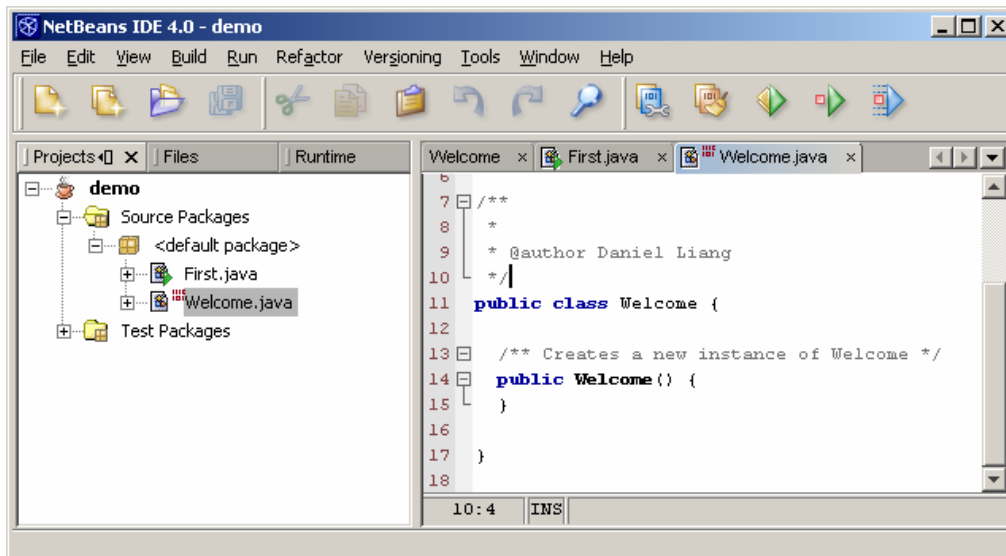 NetBeans IDE 4.0 - demo
File Edit View Build Run Refactor Versioning Tools Window Help
Projects Files Runtime
demo
Source Packages
<default package>
First.java
Welcome.java
Test Packages
Welcome First.java Welcome.java
6
7 /**
8 *
9 * @author Daniel Liang
10 */
11 public class Welcome {
12
13 /** Creates a new instance of Welcome */
14 public Welcome() {
15 }
16
17 }
18
10:4 INS